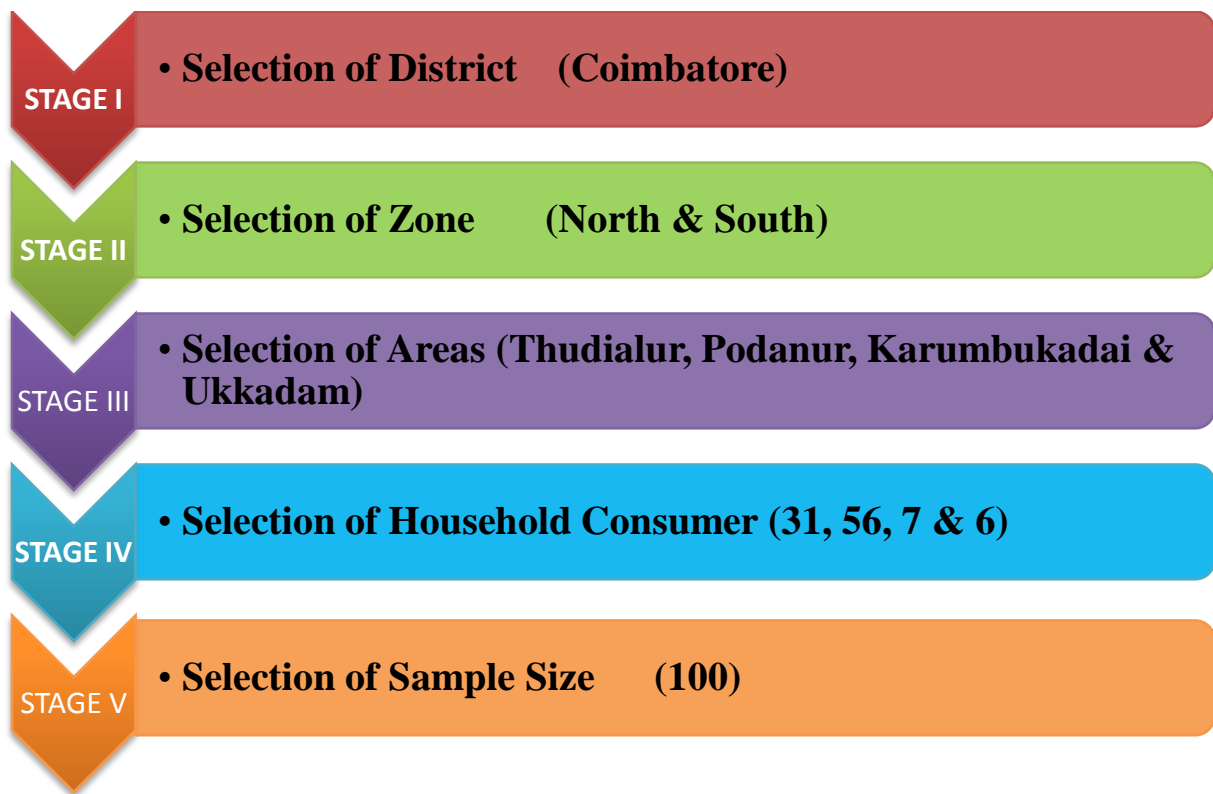 STAGE I
• Selection of District (Coimbatore)
STAGE II
• Selection of Zone (North & South)
STAGE III
• Selection of Areas (Thudialur, Podanur, Karumbukadai &
Ukkadam)
STAGE IV
• Selection of Household Consumer (31, 56, 7 & 6)
STAGE V
• Selection of Sample Size (100)